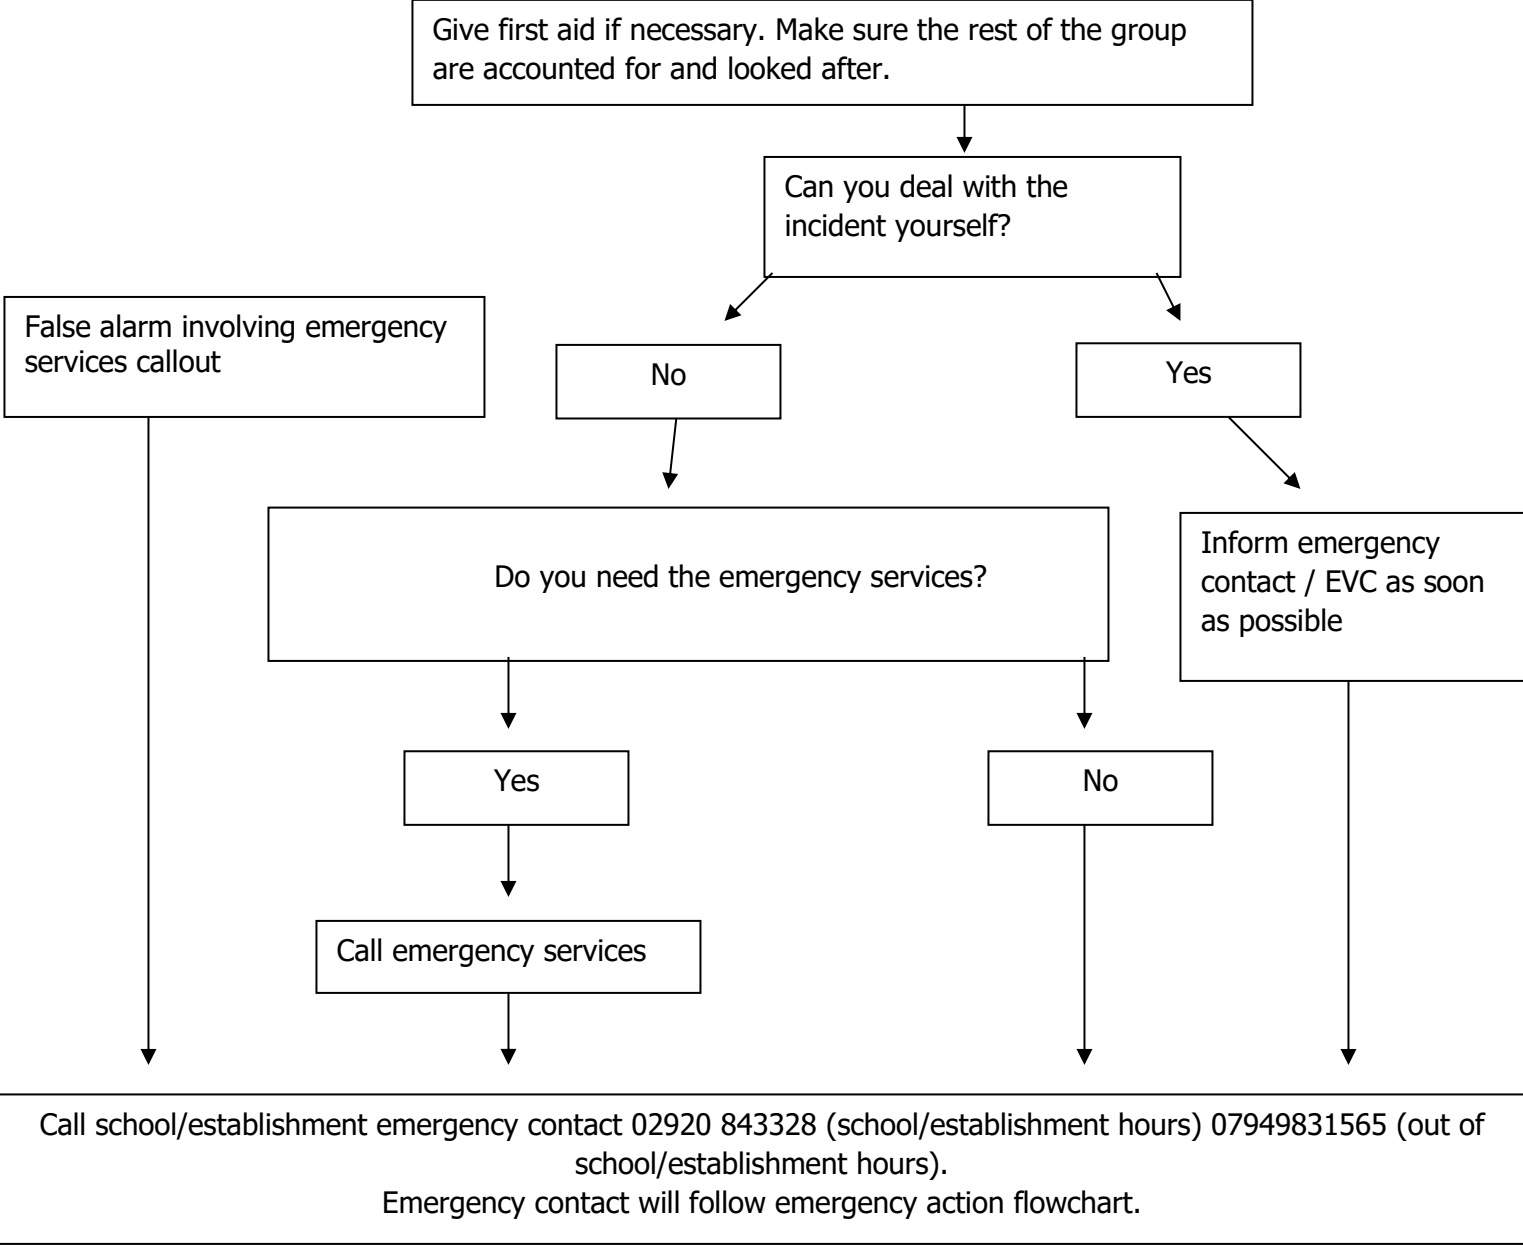 Give first aid if necessary. Make sure the rest of the group
are accounted for and looked after.
Can you deal with the
incident yourself?
False alarm involving emergency
services callout
No
Yes
Do you need the emergency services?
Inform emergency
contact / EVC as soon
as possible
Yes
No
Call emergency services
Call school/establishment emergency contact 02920 843328 (school/establishment hours) 07949831565 (out of
school/establishment hours).
Emergency contact will follow emergency action flowchart.